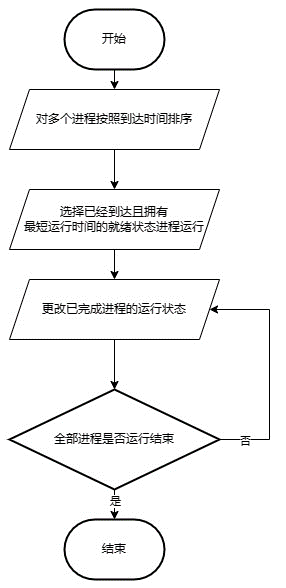 开始
对多个进程按照到达时间排序
选择已经到达且拥有
最短运行时间的就绪状态进程运行
更改已完成进程的运行状态
全部进程是否运行结束
否
是
结束